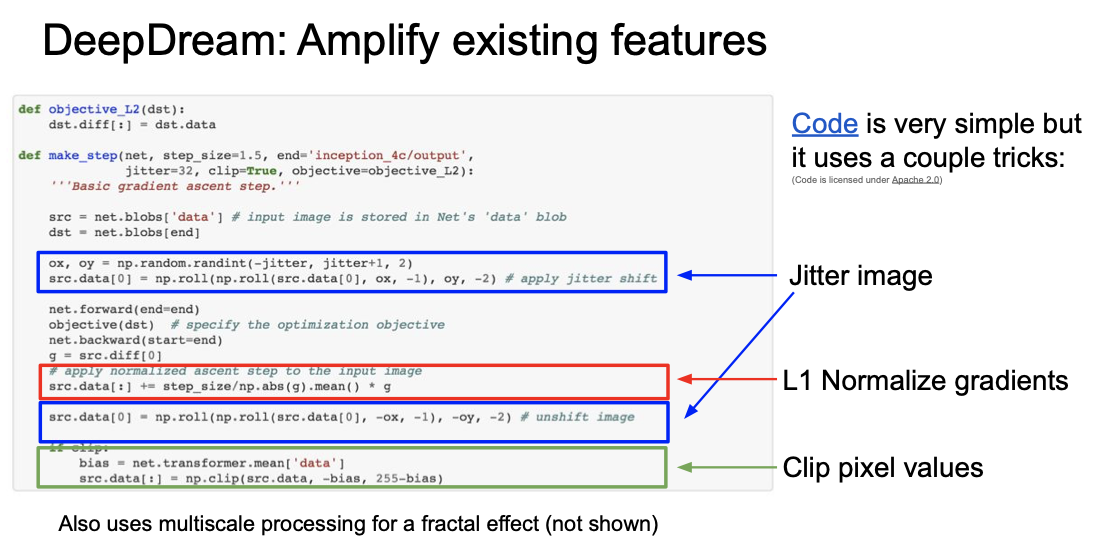 DeepDream: Amplify existing features
def objective_L2(dst):
    dst.diff[:] = dst.data
def make_step(net, step_size=1.5, end='inception_4c/output',
              jitter=32, clip=True, objective=objective_L2):
    '''Basic gradient ascent step.'''
    src = net.blobs['data'] # input image is stored in Net's 'data' blob
    dst = net.blobs[end]
    ox, oy = np.random.randint(-jitter, jitter+1, 2)
    src.data[0] = np.roll(np.roll(src.data[0], ox, -1), oy, -2) # apply jitter shift
    net.forward(end=end)
    objective(dst)  # specify the optimization objective
    net.backward(start=end)
    g = src.diff[0]
    # apply normalized ascent step to the input image
    src.data[:] += step_size/np.abs(g).mean() * g
    src.data[0] = np.roll(np.roll(src.data[0], -ox, -1), -oy, -2) # unshift image
    if clip:
        bias = net.transformer.mean['data']
        src.data[:] = np.clip(src.data, -bias, 255-bias)
Code is very simple but
it uses a couple tricks:
(Code is licensed under Apache 2.0)
Jitter image
L1 Normalize gradients
Clip pixel values
Also uses multiscale processing for a fractal effect (not shown)